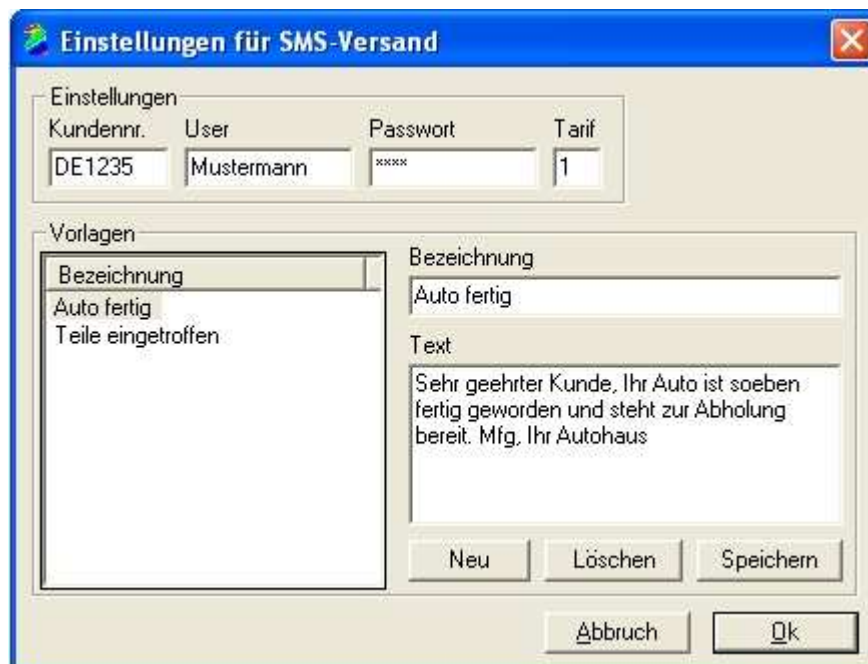 Einstellungen für SMS-Versand
Einstellungen
Kundennr. User Passwort Tarif
DE1235 Mustermann **** 1
Vorlagen
Bezeichnung
Auto fertig
Teile eingetroffen
Bezeichnung
Auto fertig
Text
Sehr geehrter Kunde, Ihr Auto ist soeben
fertig geworden und steht zur Abholung
bereit. Mfg, Ihr Autohaus
Neu Löschen Speichern
Abbruch Ok